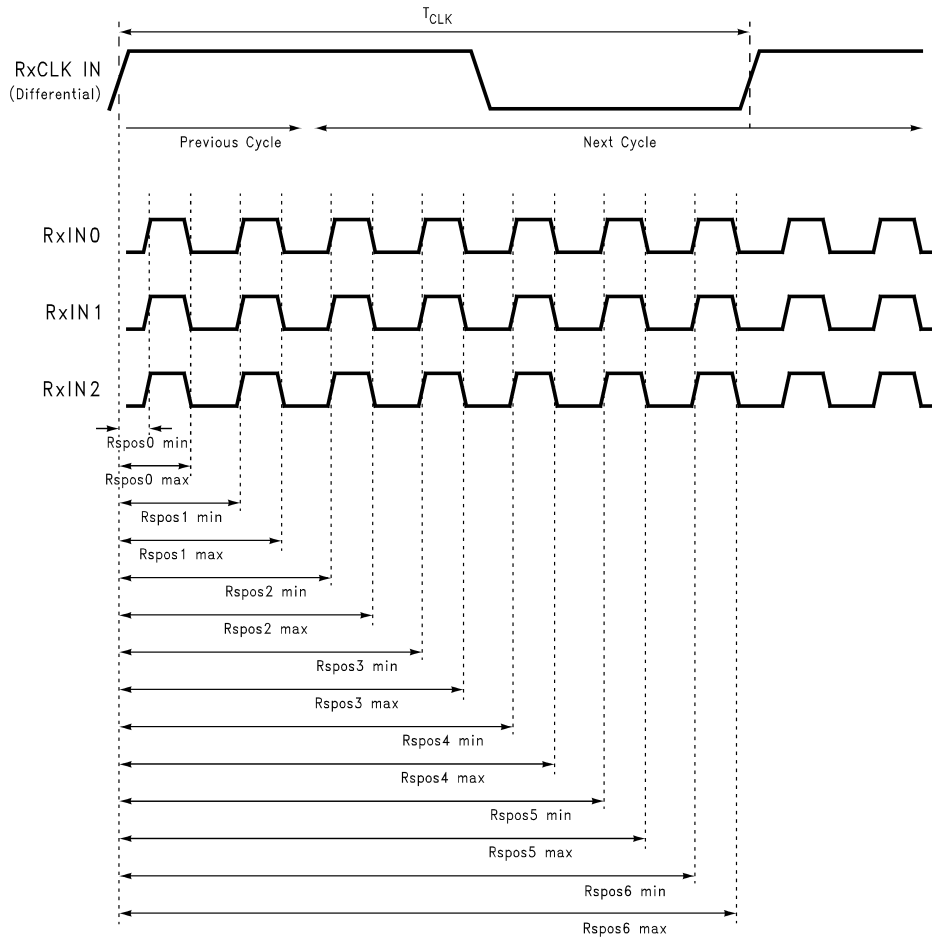 T_CLK
RxCLK IN
(Differential)
Previous Cycle
Next Cycle
RxIN0
RxIN1
RxIN2
Rspos0 min
Rspos0 max
Rspos1 min
Rspos1 max
Rspos2 min
Rspos2 max
Rspos3 min
Rspos3 max
Rspos4 min
Rspos4 max
Rspos5 min
Rspos5 max
Rspos6 min
Rspos6 max